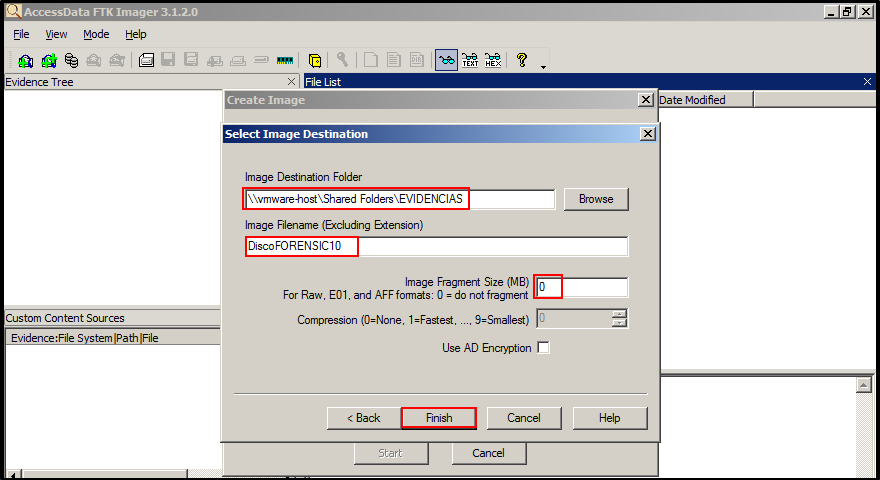 AccessData FTK Imager 3.1.2.0
File View Mode Help
TEXT HEX
Evidence Tree
File List
Date Modified
Create Image
Select Image Destination
Image Destination Folder
\\vmware-host\Shared Folders\EVIDENCIAS
Browse
Image Filename (Excluding Extension)
DiscoFORENSIC10
Image Fragment Size (MB)
0
For Raw, E01, and AFF formats: 0 = do not fragment
Compression (0=None, 1=Fastest, ..., 9=Smallest)
0
Use AD Encryption
< Back Finish Cancel Help
Start Cancel
Custom Content Sources
Evidence:File System|Path|File